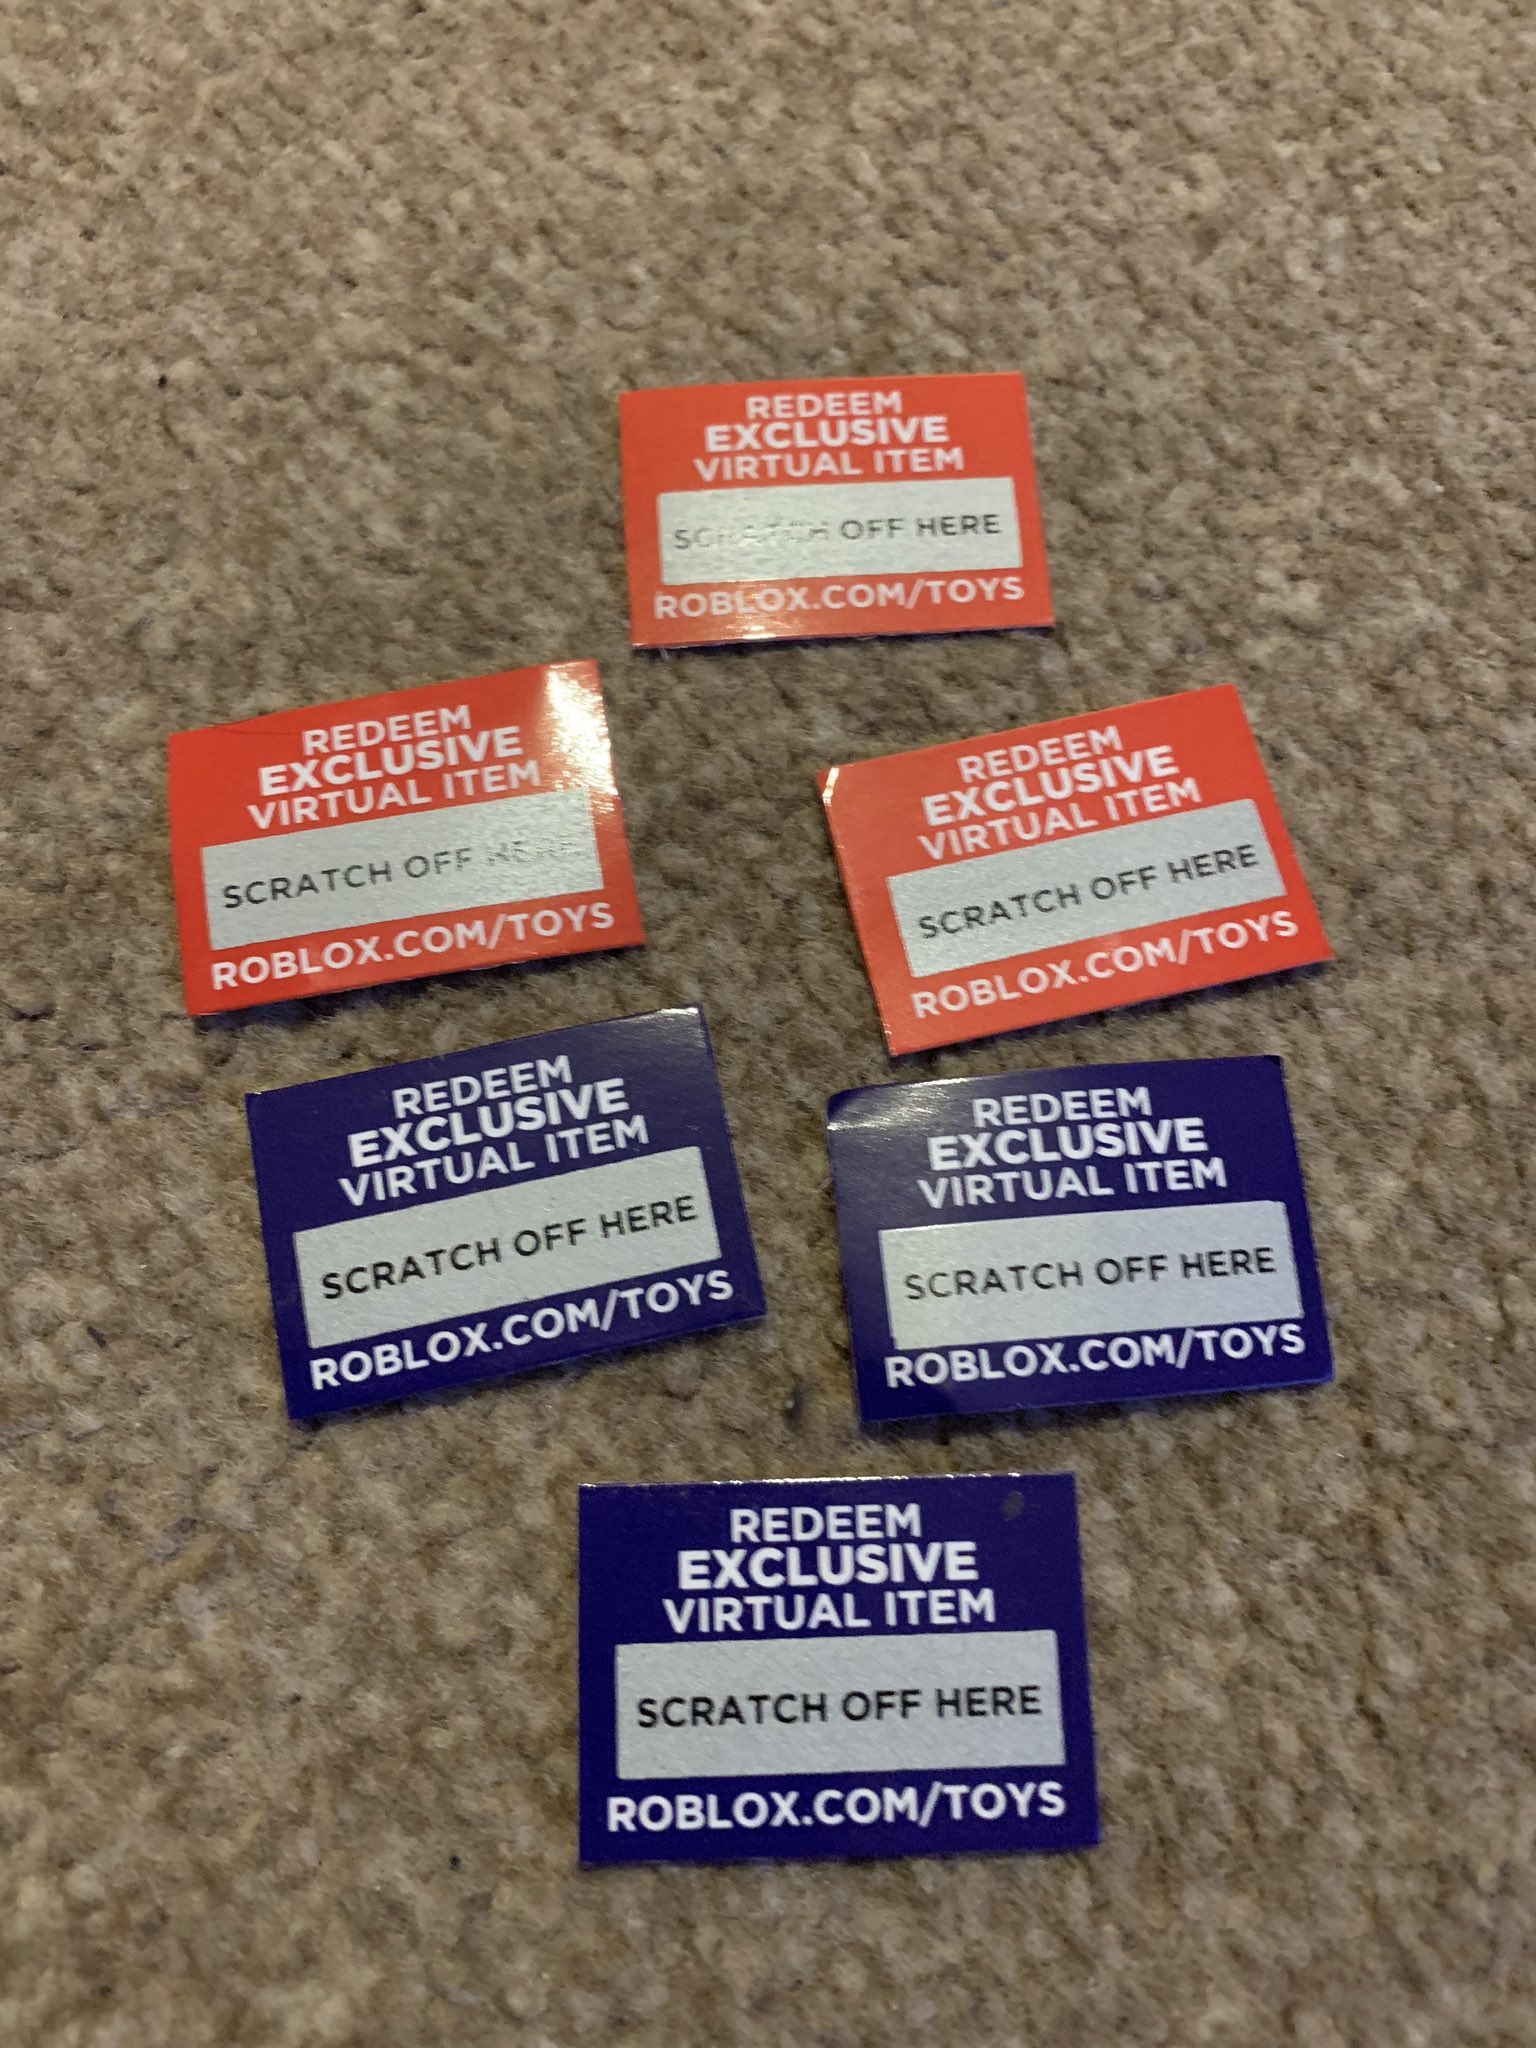 REDEEM
EXCLUSIVE
VIRTUAL ITEM
SCRATCH OFF HERE
ROBLOX.COM/TOYS
REDEEM
EXCLUSIVE
VIRTUAL ITEM
SCRATCH OFF HERE
ROBLOX.COM/TOYS
REDEEM
EXCLUSIVE
VIRTUAL ITEM
SCRATCH OFF HERE
ROBLOX.COM/TOYS
REDEEM
EXCLUSIVE
VIRTUAL ITEM
SCRATCH OFF HERE
ROBLOX.COM/TOYS
REDEEM
EXCLUSIVE
VIRTUAL ITEM
SCRATCH OFF HERE
ROBLOX.COM/TOYS
REDEEM
EXCLUSIVE
VIRTUAL ITEM
SCRATCH OFF HERE
ROBLOX.COM/TOYS